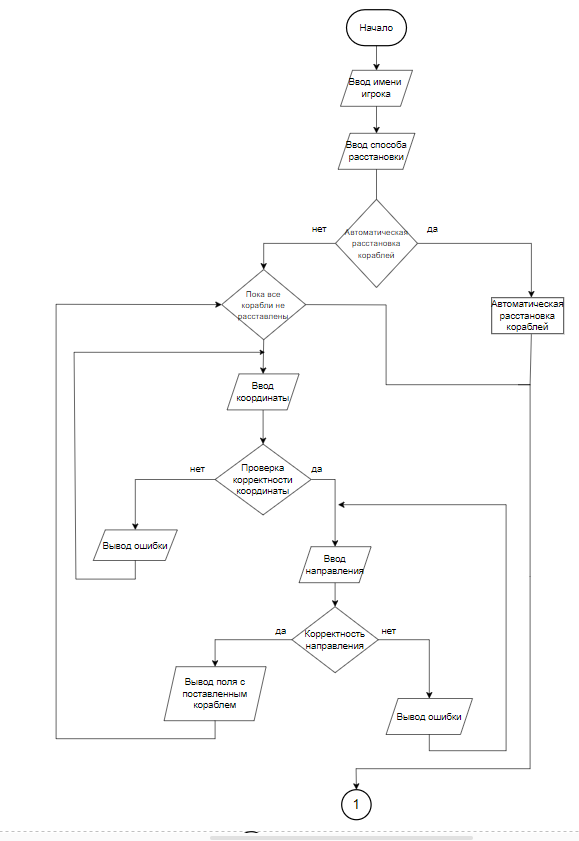 Начало
Ввод имени
игрока
Ввод способа
расстановки
нет
да
Автоматическая
расстановка
кораблей
Пока все
корабли не
расставлены
Автоматическая
расстановка
кораблей
Ввод
координаты
нет
да
Проверка
корректности
координаты
Вывод ошибки
Ввод
направления
да
нет
Корректность
направления
Вывод поля с
поставленным
кораблем
Вывод ошибки
1